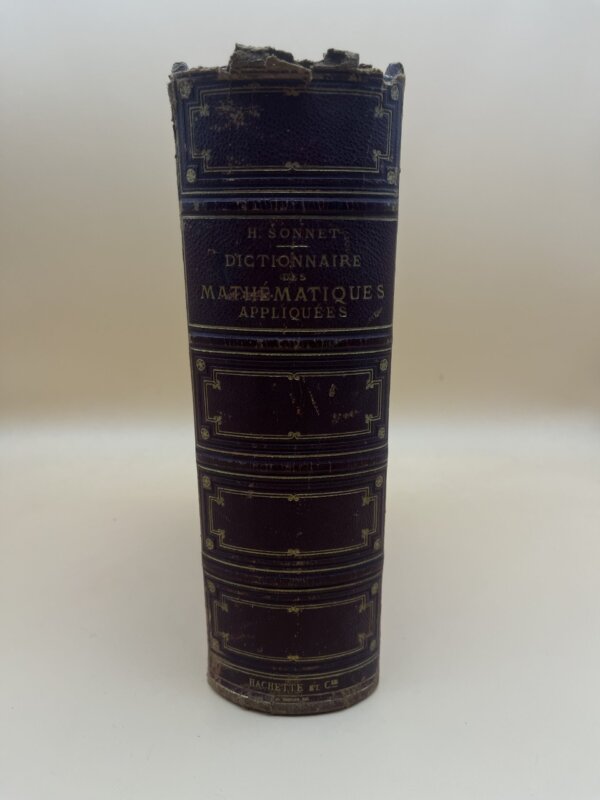 H. SONNET
DICTIONNAIRE
DES
MATHÉMATIQUES
APPLIQUÉES
HACHETTE ET Cie